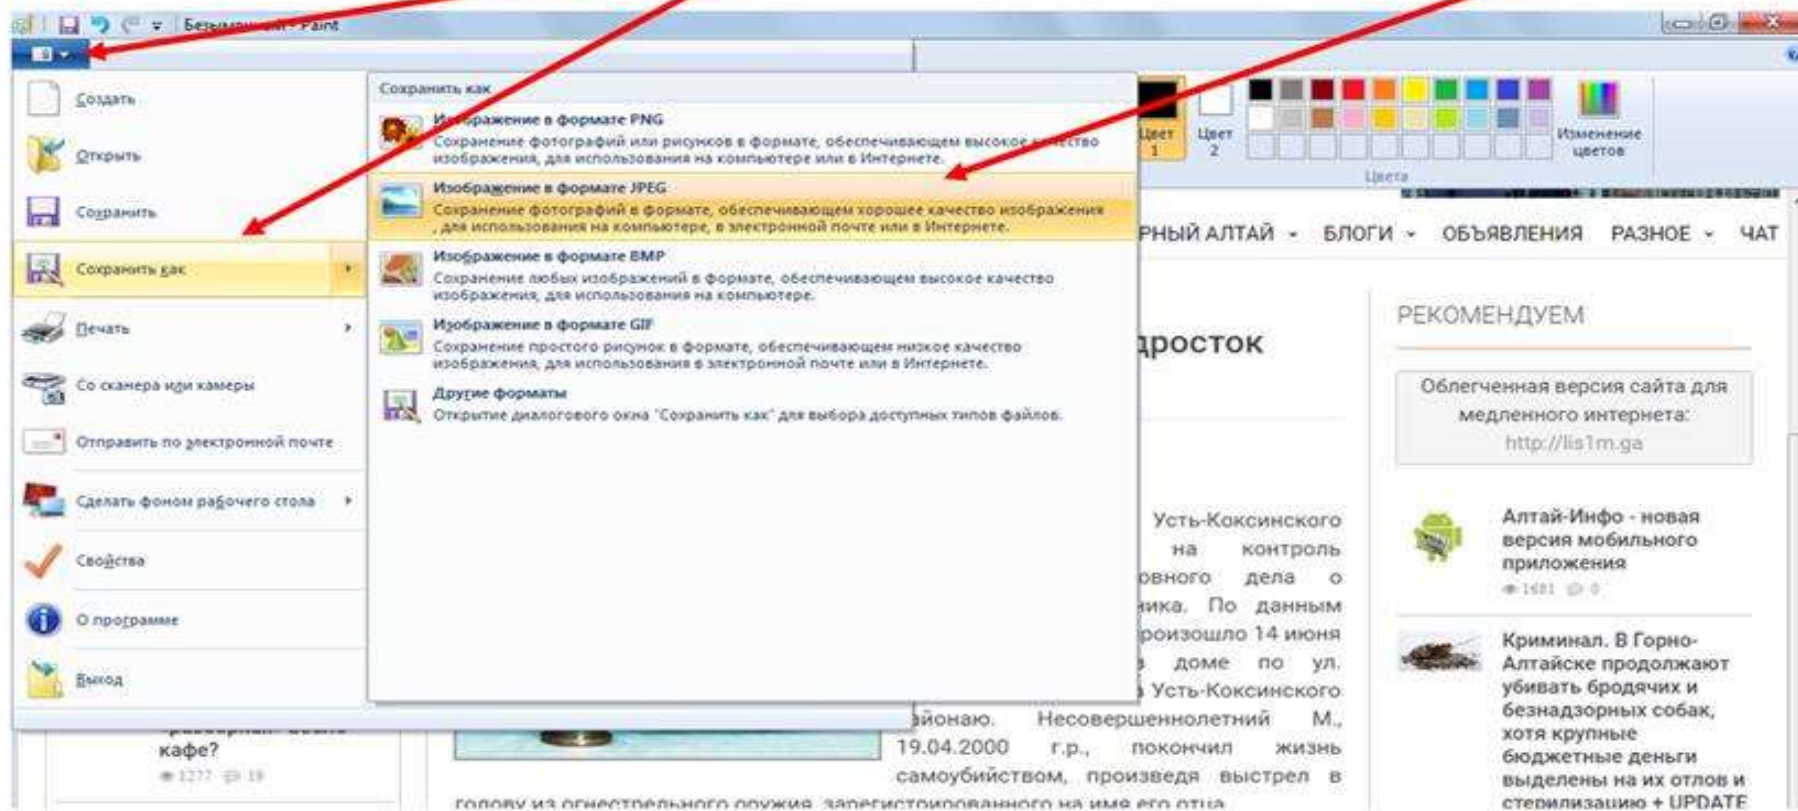 Безымянный - Paint
Создать
Открыть
Сохранить
Сохранить как
Печать
Со сканера или камеры
Отправить по электронной почте
Сделать фоном рабочего стола
Свойства
О программе
Выход
Сохранить как
Изображение в формате PNG
Сохранение фотографий или рисунков в формате, обеспечивающем высокое качество
изображения, для использования на компьютере или в Интернете.
Изображение в формате JPEG
Сохранение фотографий в формате, обеспечивающем хорошее качество изображения
, для использования на компьютере, в электронной почте или в Интернете.
Изображение в формате BMP
Сохранение любых изображений в формате, обеспечивающем высокое качество
изображения, для использования на компьютере.
Изображение в формате GIF
Сохранение простого рисунок в формате, обеспечивающем низкое качество
изображения, для использования в электронной почте или в Интернете.
Другие форматы
Открытие диалогового окна "Сохранить как" для выбора доступных типов файлов.
Цвет
1
Цвет
2
Изменение
цветов
Цвета
РНЫЙ АЛТАЙ БЛОГИ ОБЪЯВЛЕНИЯ РАЗНОЕ ЧАТ
дросток
Усть-Коксинского
на контроль
овного дела о
ника. По данным
роизошло 14 июня
в доме по ул.
а Усть-Коксинского
айонаю. Несовершеннолетний М.,
19.04.2000 г.р., покончил жизнь
самоубийством, произведя выстрел в
голову из огнестрельного оружия, зарегистрированного на имя его отца
кафе?
1277 19
РЕКОМЕНДУЕМ
Облегченная версия сайта для
медленного интернета:
http://lis1m.ga
Алтай-Инфо - новая
версия мобильного
приложения
1681 0
Криминал. В Горно-
Алтайске продолжают
убивать бродячих и
безнадзорных собак,
хотя крупные
бюджетные деньги
выделены на их отлов и
стерилизацию + UPDATE